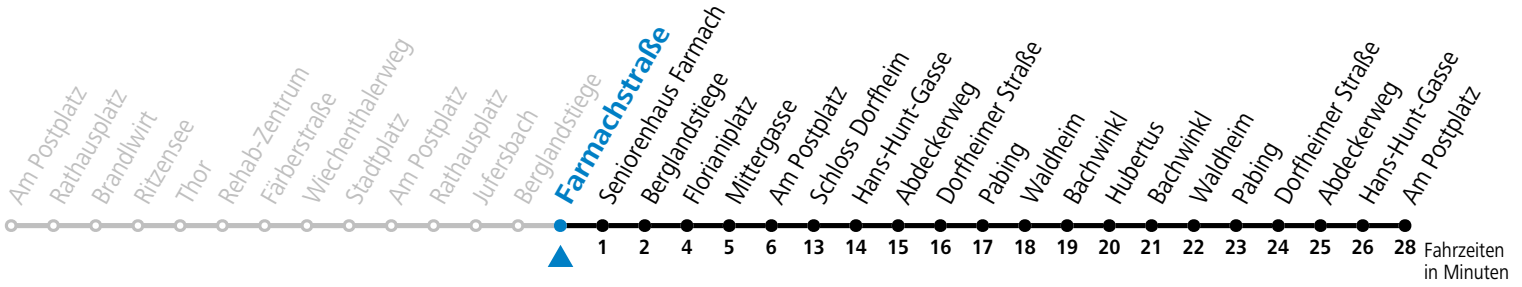 Am Postplatz
Rathausplatz
Brandlwirt
Ritzensee
Thor
Rehab-Zentrum
Färberstraße
Wiechenthalerweg
Stadtplatz
Am Postplatz
Rathausplatz
Jufersbach
Berglandstiege
Farmachstraße
Seniorenhaus Farmach
Berglandstiege
Florianiplatz
Mittergasse
Am Postplatz
Schloss Dorfheim
Hans-Hunt-Gasse
Abdeckerweg
Dorfheimer Straße
Pabing
Waldheim
Bachwinkl
Hubertus
Bachwinkl
Waldheim
Pabing
Dorfheimer Straße
Abdeckerweg
Hans-Hunt-Gasse
Am Postplatz
1 2 4 5 6 13 14 15 16 17 18 19 20 21 22 23 24 25 26 28 Fahrzeiten
in Minuten